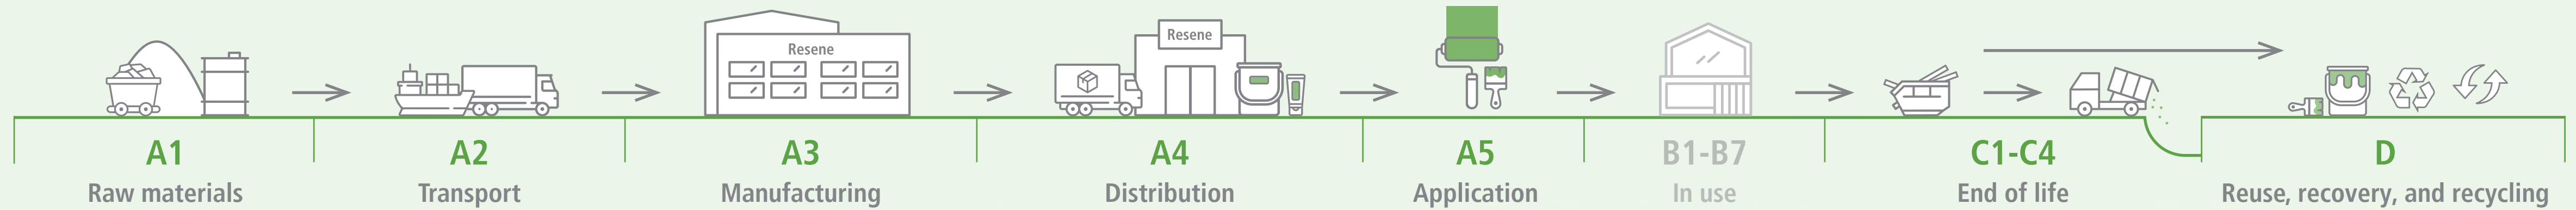 Resene
Resene
A1
A2
A3
A4
A5
B1-B7
C1-C4
D
Raw materials
Transport
Manufacturing
Distribution
Application
In use
End of life
Reuse, recovery, and recycling